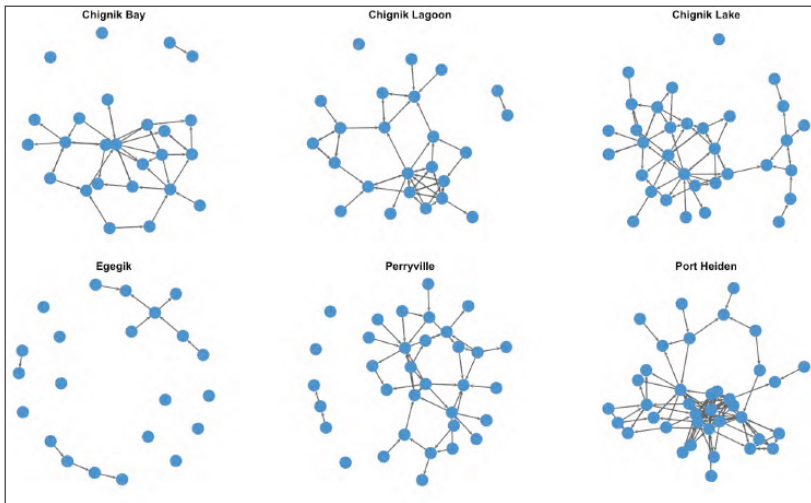 Chignik Bay
Chignik Lagoon
Chignik Lake
Egegik
Perryville
Port Heiden